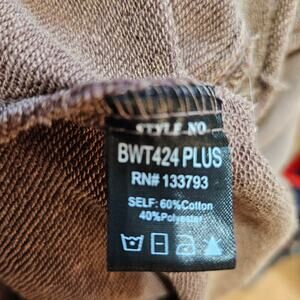 STYLE NO.
BWT424 PLUS
RN# 133793
SELF: 60%Cotton
40%Polyester